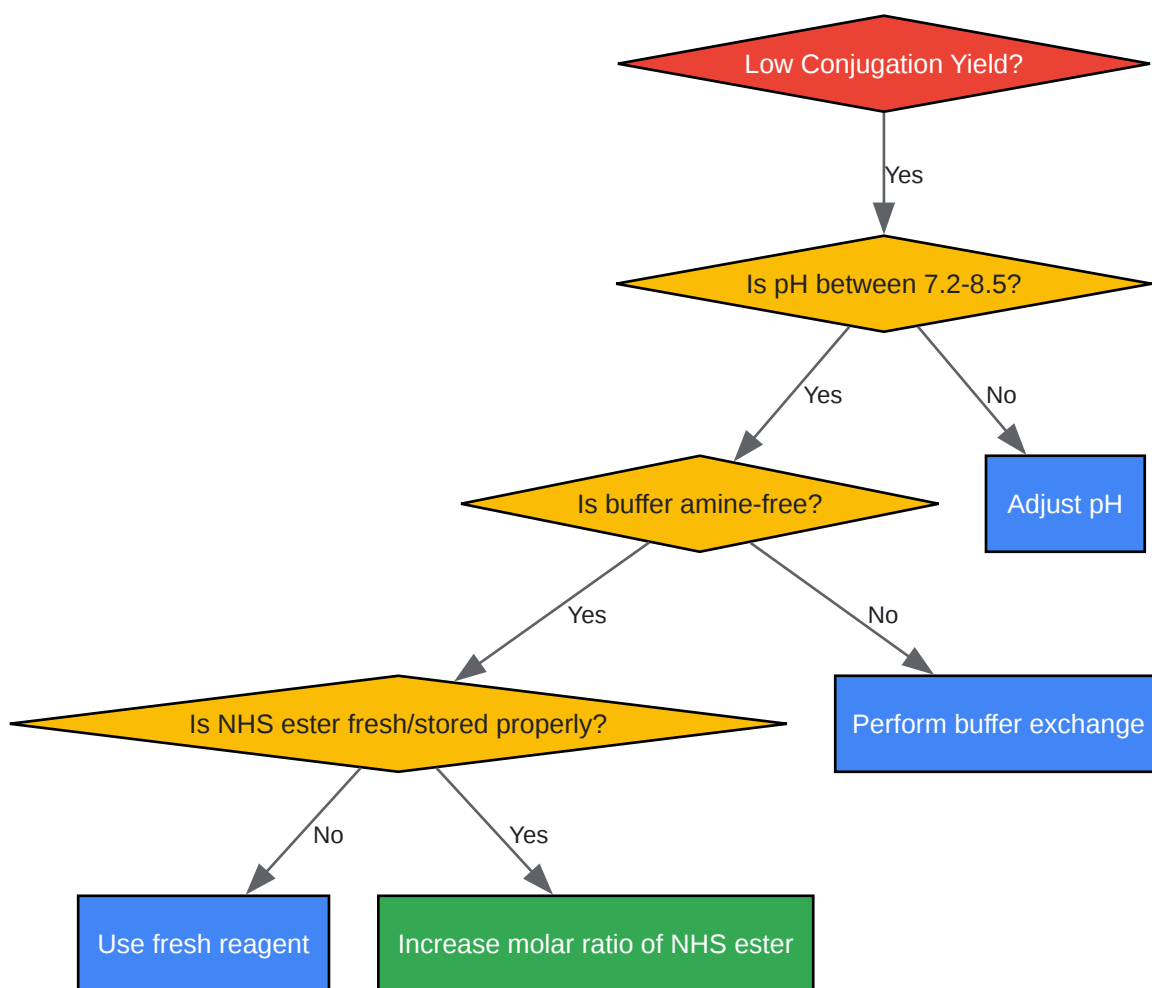 Low Conjugation Yield?
Yes
Is pH between 7.2-8.5?
Yes
No
Is buffer amine-free?
Adjust pH
Yes
No
Is NHS ester fresh/stored properly?
Perform buffer exchange
No
Yes
Use fresh reagent
Increase molar ratio of NHS ester